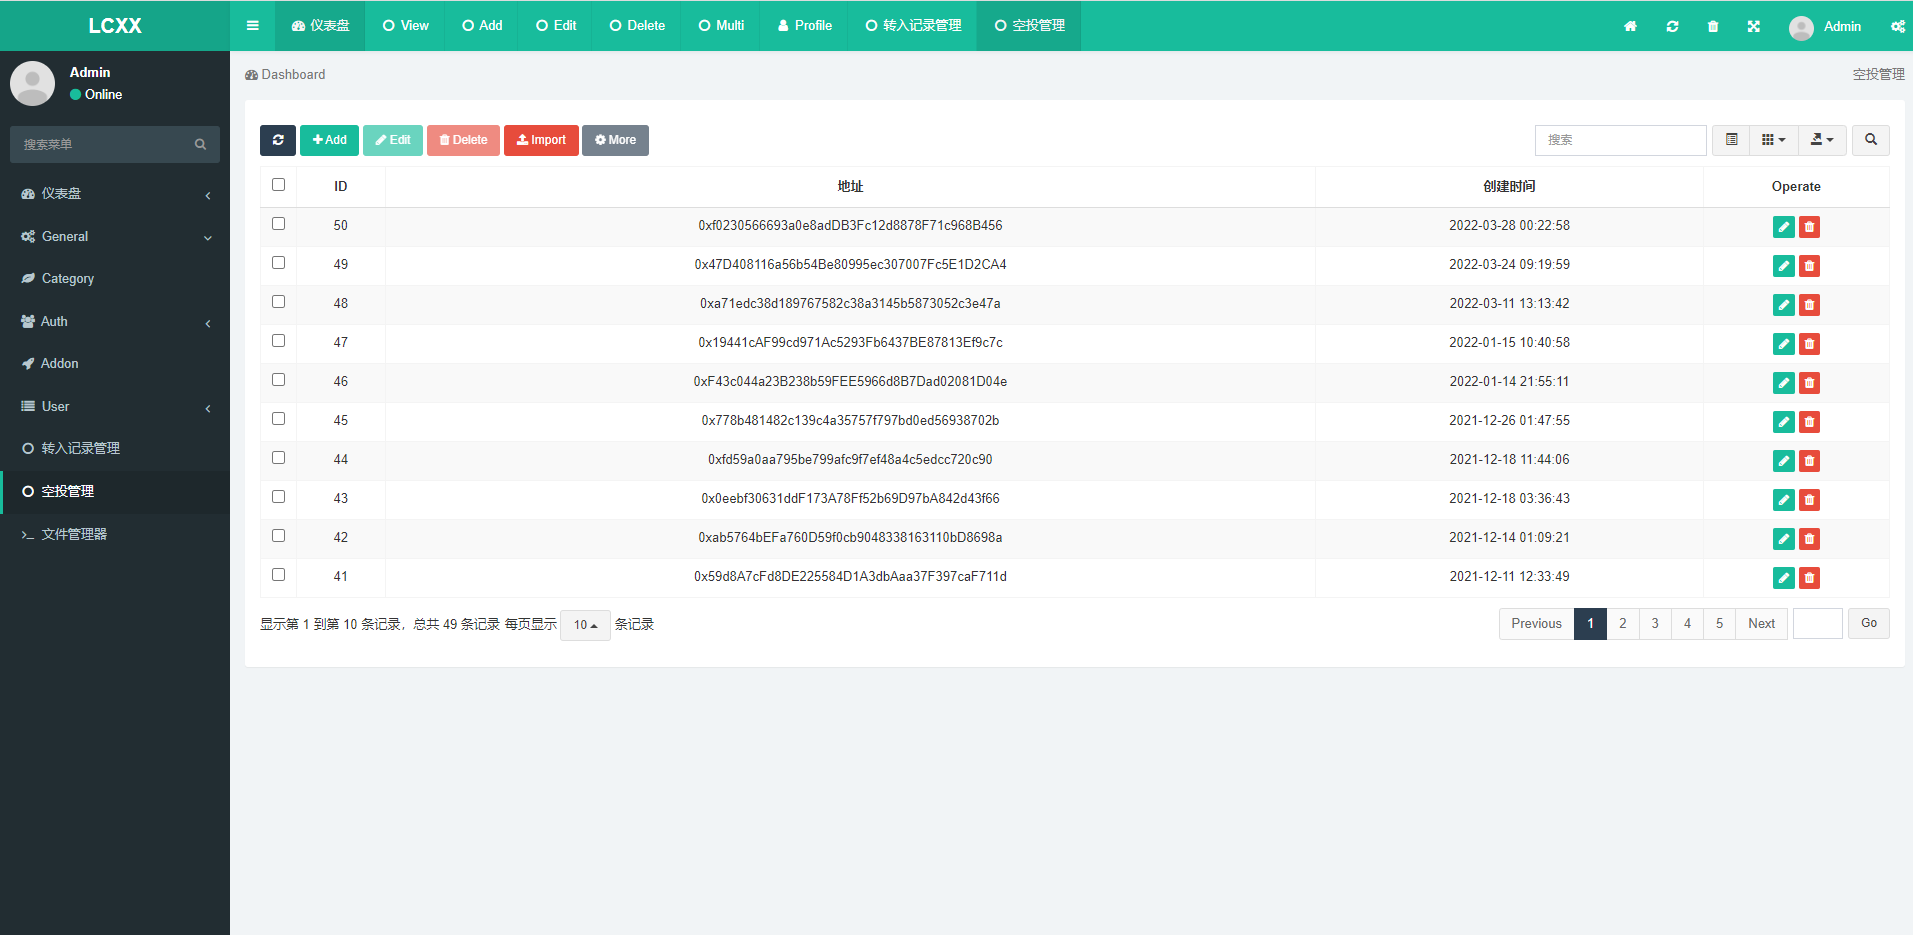 LCXX
仪表盘 View Add Edit Delete Multi Profile 转入记录管理 空投管理 Admin
Admin
Online
搜索菜单
仪表盘
General
Category
Auth
Addon
User
转入记录管理
空投管理
文件管理器
Dashboard 空投管理
Add Edit Delete Import More 搜索
ID 地址 创建时间 Operate
50 0xf0230566693a0e8adDB3Fc12d8878F71c968B456 2022-03-28 00:22:58
49 0x47D408116a56b54Be80995ec307007Fc5E1D2CA4 2022-03-24 09:19:59
48 0xa71edc38d189767582c38a3145b5873052c3e47a 2022-03-11 13:13:42
47 0x19441cAF99cd971Ac5293Fb6437BE87813Ef9c7c 2022-01-15 10:40:58
46 0xF43c044a23B238b59FEE5966d8B7Dad02081D04e 2022-01-14 21:55:11
45 0x778b481482c139c4a35757f797bd0ed56938702b 2021-12-26 01:47:55
44 0xfd59a0aa795be799afc9f7ef48a4c5edcc720c90 2021-12-18 11:44:06
43 0x0eebf30631ddF173A78Ff52b69D97bA842d43f66 2021-12-18 03:36:43
42 0xab5764bEFa760D59f0cb9048338163110bD8698a 2021-12-14 01:09:21
41 0x59d8A7cFd8DE225584D1A3dbAaa37F397caF711d 2021-12-11 12:33:49
显示第 1 到第 10 条记录，总共 49 条记录 每页显示 10 条记录 Previous 1 2 3 4 5 Next Go